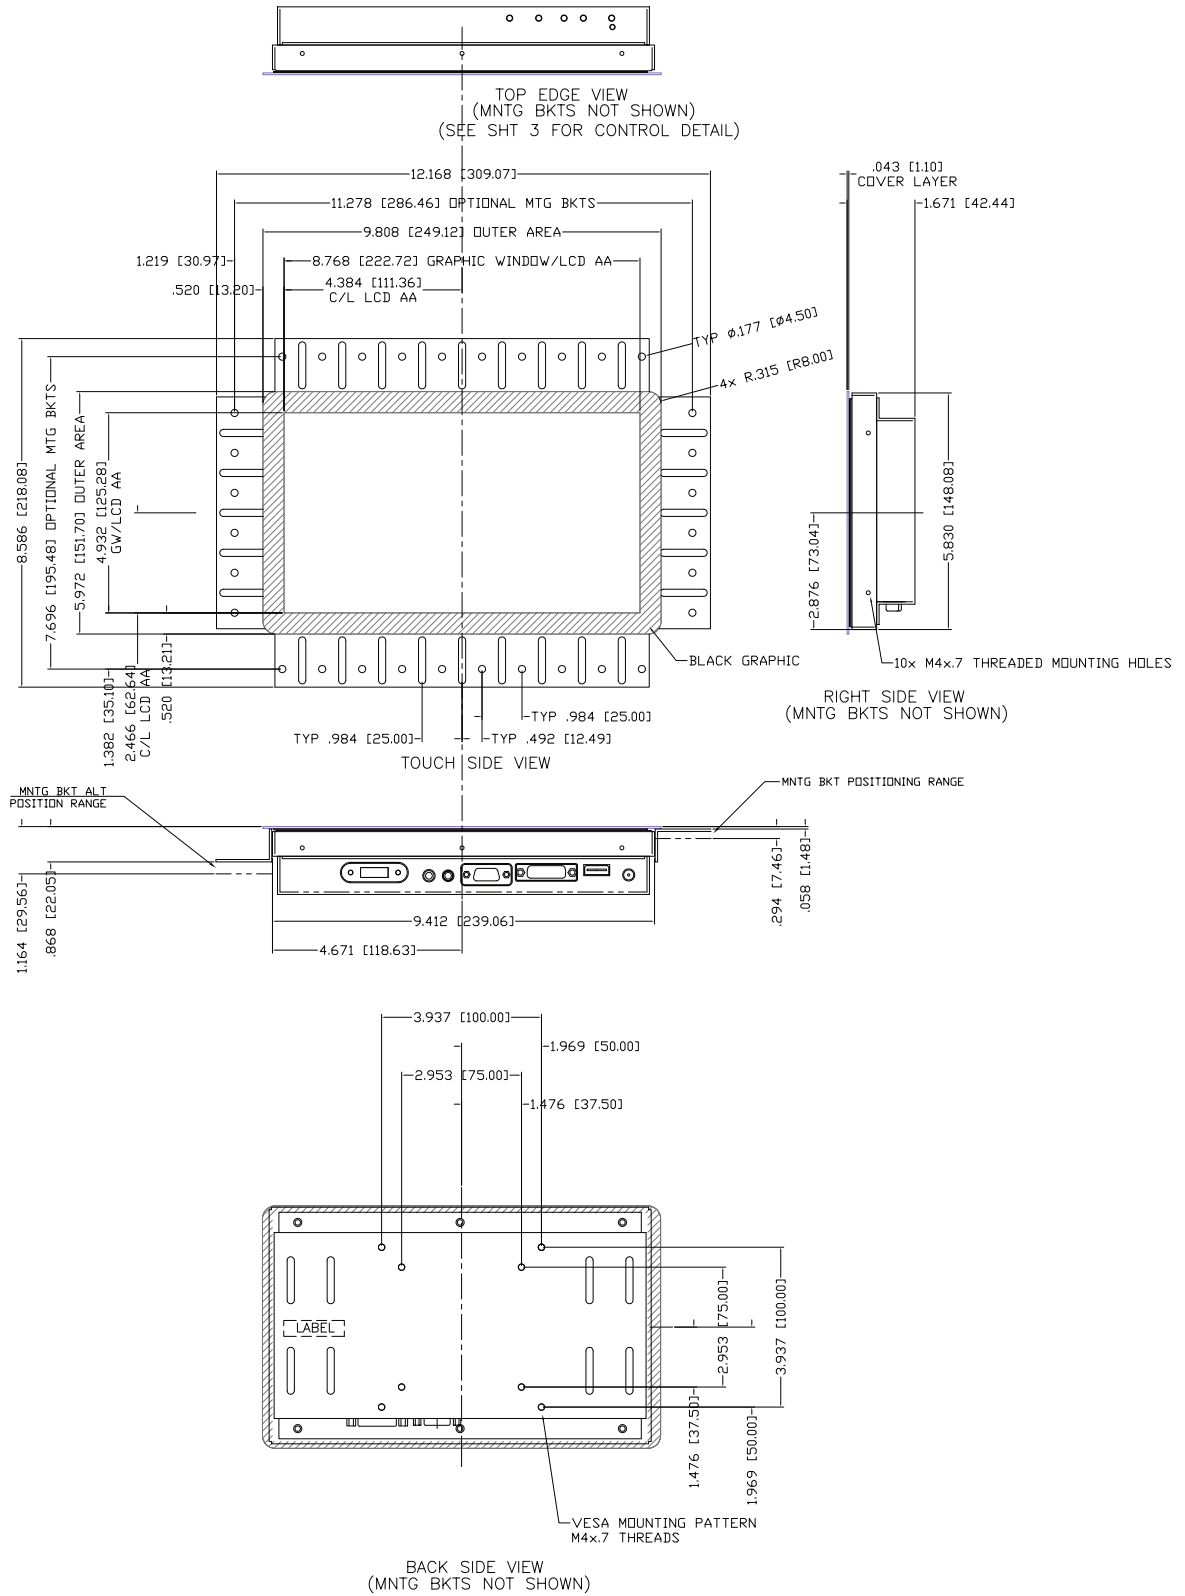 TOP EDGE VIEW
(MNTG BKTS NOT SHOWN)
(SEE SHT 3 FOR CONTROL DETAIL)
12.168 [309.07]
11.278 [286.46] OPTIONAL MTG BKTS
9.808 [249.12] OUTER AREA
1.219 [30.97]
8.768 [222.72] GRAPHIC WINDOW/LCD AA
.520 [13.20]
4.384 [111.36]
C/L LCD AA
TYP ø.177 [ø4.50]
4x R.315 [R8.00]
8.586 [218.08]
7.696 [195.48] OPTIONAL MTG BKTS
5.972 [151.70] OUTER AREA
4.932 [125.28]
GW/LCD AA
1.382 [35.10]
2.466 [62.64]
C/L LCD AA
.520 [13.21]
BLACK GRAPHIC
TYP .984 [25.00]
TYP .984 [25.00]
TYP .492 [12.49]
TOUCH SIDE VIEW
.043 [1.10]
COVER LAYER
1.671 [42.44]
2.876 [73.04]
5.830 [148.08]
10x M4x.7 THREADED MOUNTING HOLES
RIGHT SIDE VIEW
(MNTG BKTS NOT SHOWN)
MNTG BKT ALT
POSITION RANGE
MNTG BKT POSITIONING RANGE
1.164 [29.56]
.868 [22.05]
.294 [7.46]
.058 [1.48]
9.412 [239.06]
4.671 [118.63]
3.937 [100.00]
1.969 [50.00]
2.953 [75.00]
1.476 [37.50]
LABEL
2.953 [75.00]
3.937 [100.00]
1.476 [37.50]
1.969 [50.00]
VESA MOUNTING PATTERN
M4x.7 THREADS
BACK SIDE VIEW
(MNTG BKTS NOT SHOWN)